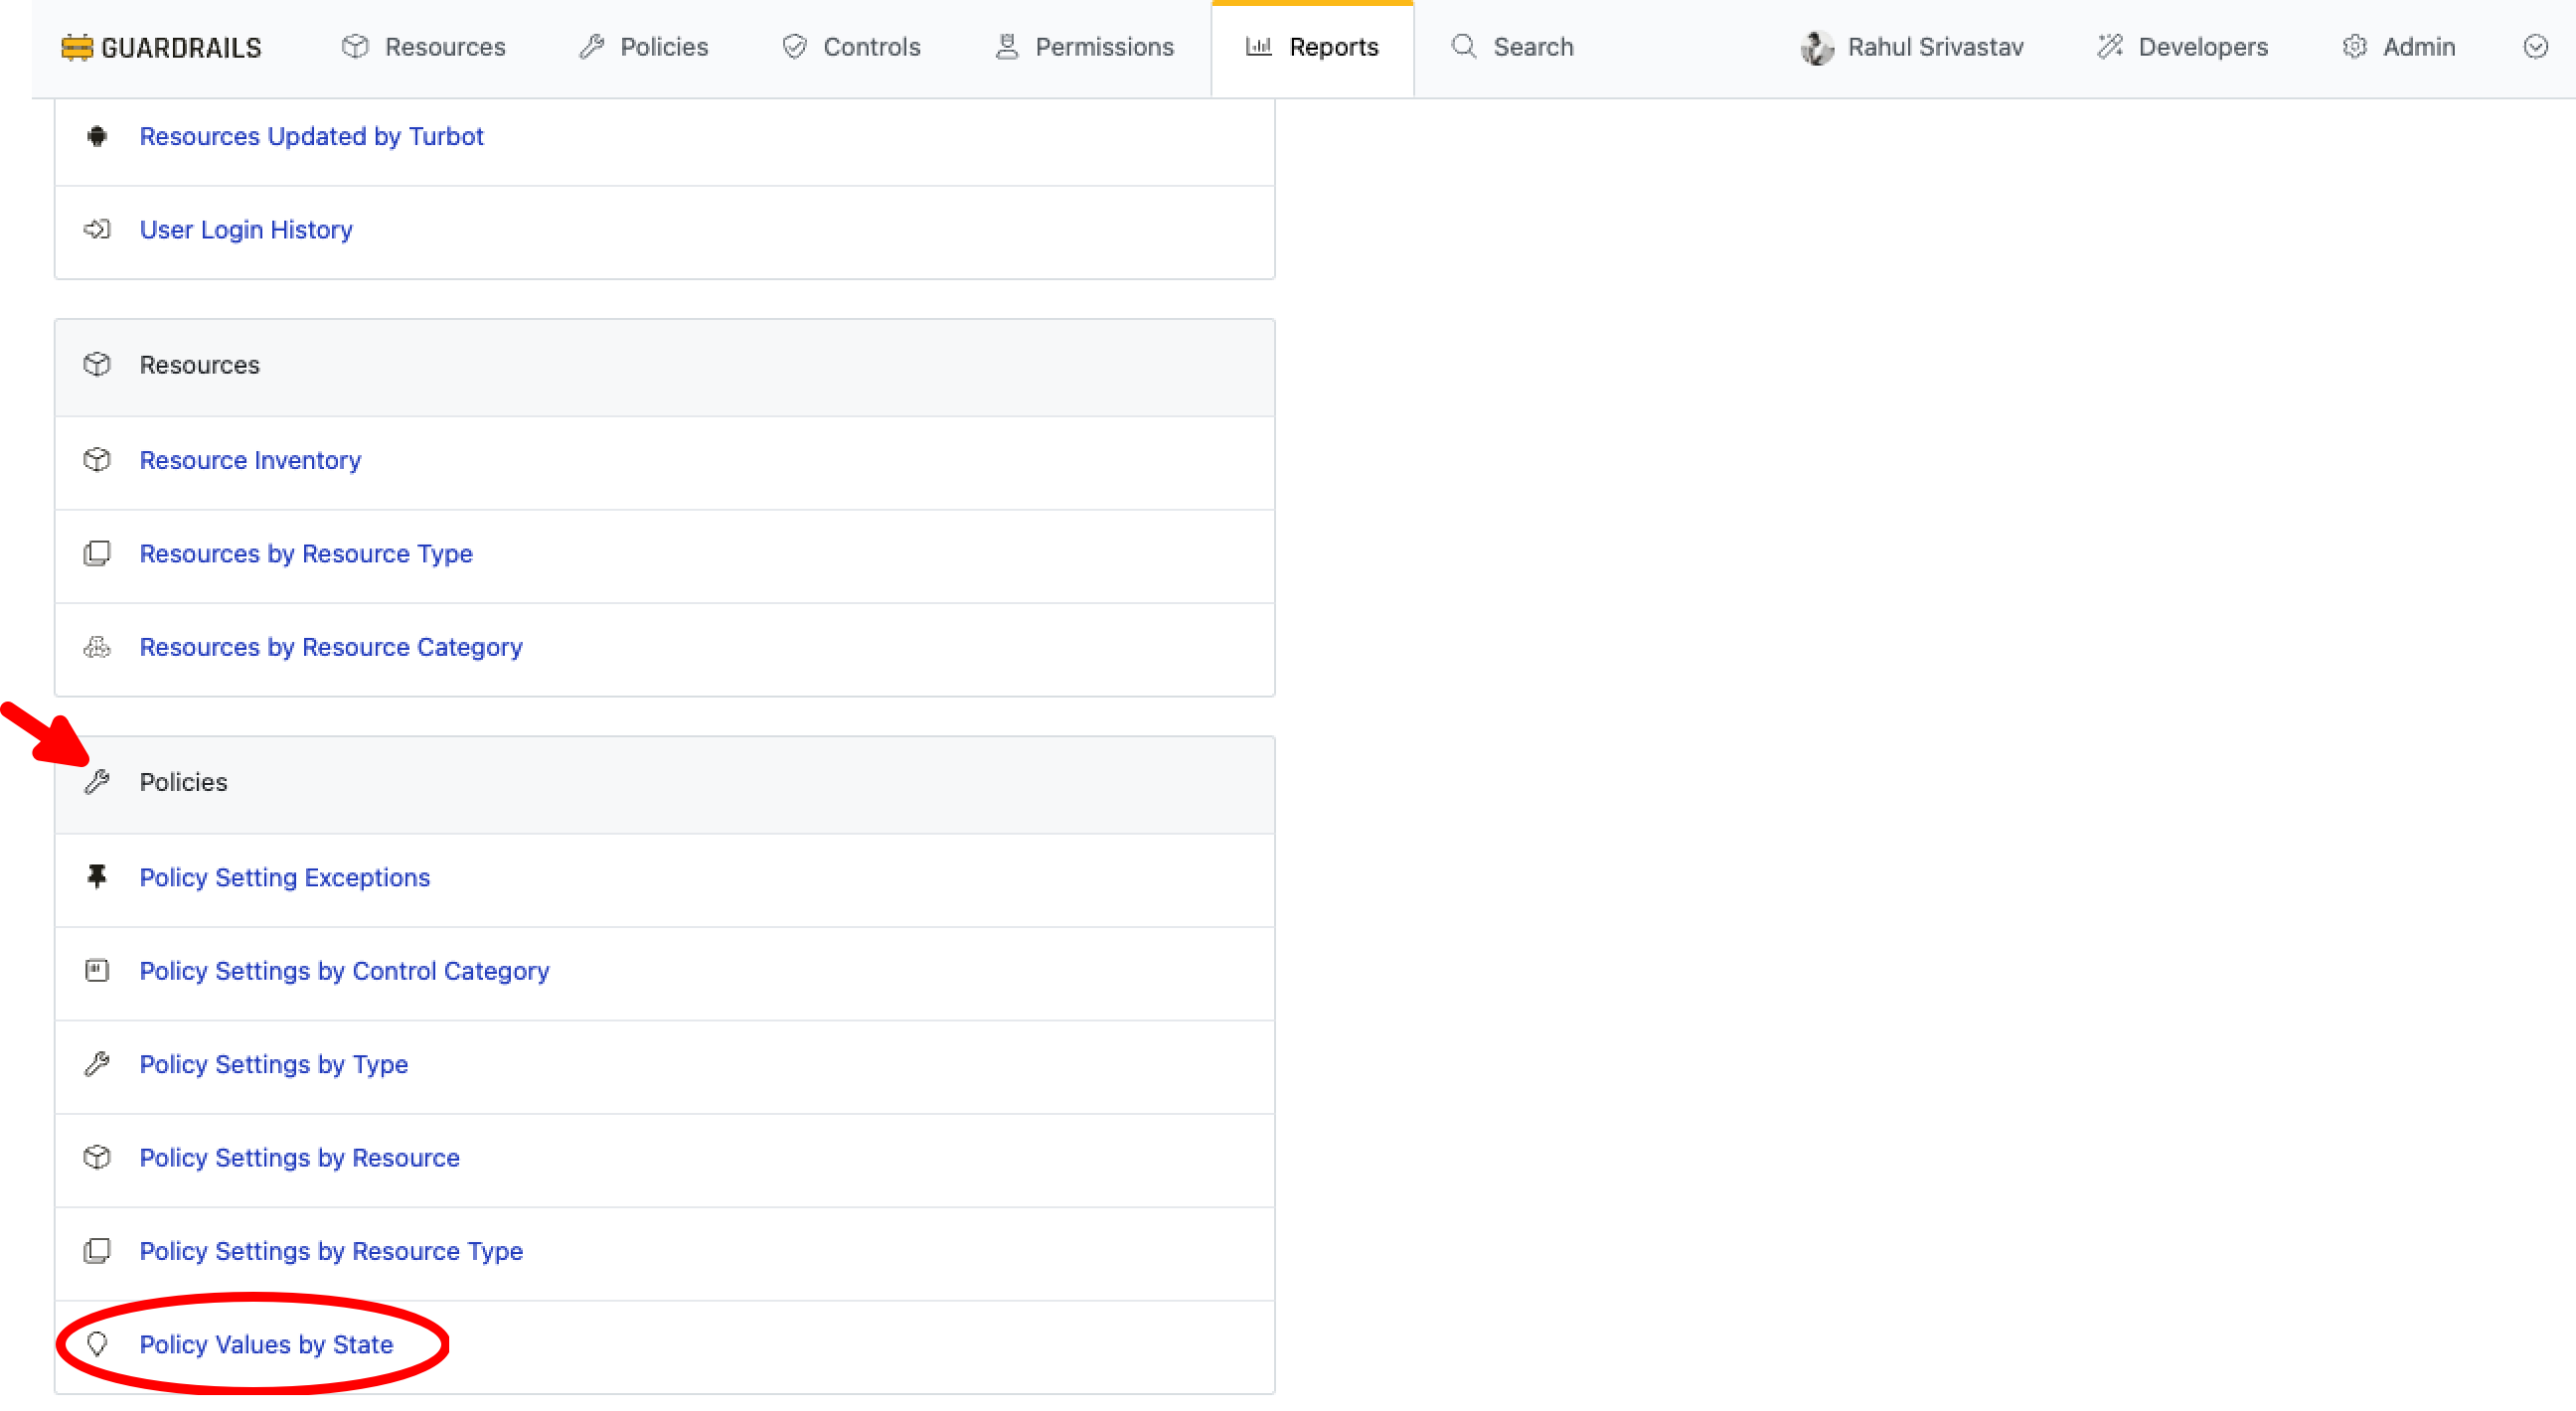 GUARDRAILS Resources Policies Controls Permissions Reports Search Rahul Srivastav Developers Admin
Resources Updated by Turbot
User Login History
Resources
Resource Inventory
Resources by Resource Type
Resources by Resource Category
Policies
Policy Setting Exceptions
Policy Settings by Control Category
Policy Settings by Type
Policy Settings by Resource
Policy Settings by Resource Type
Policy Values by State